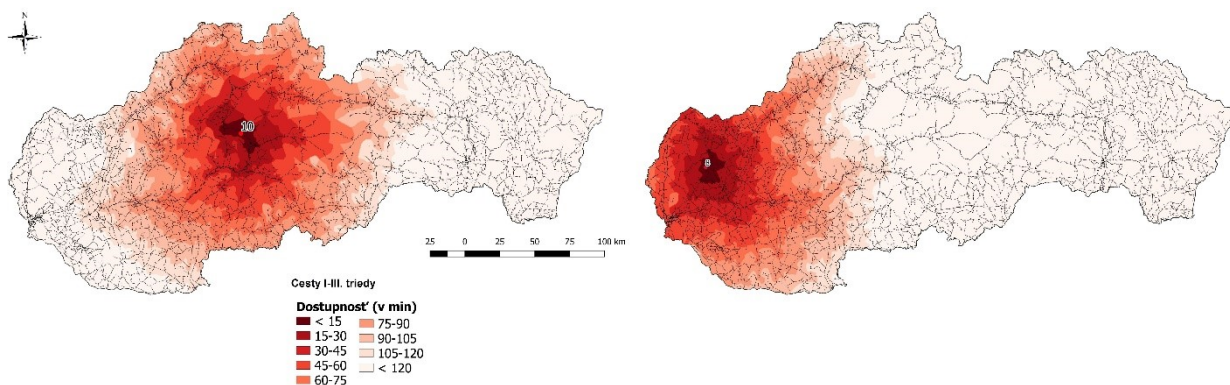 N
10
8
25 0 25 50 75 100 km
Cesty I-III. triedy
Dostupnosť (v min)
< 15
15-30
30-45
45-60
60-75
75-90
90-105
105-120
< 120